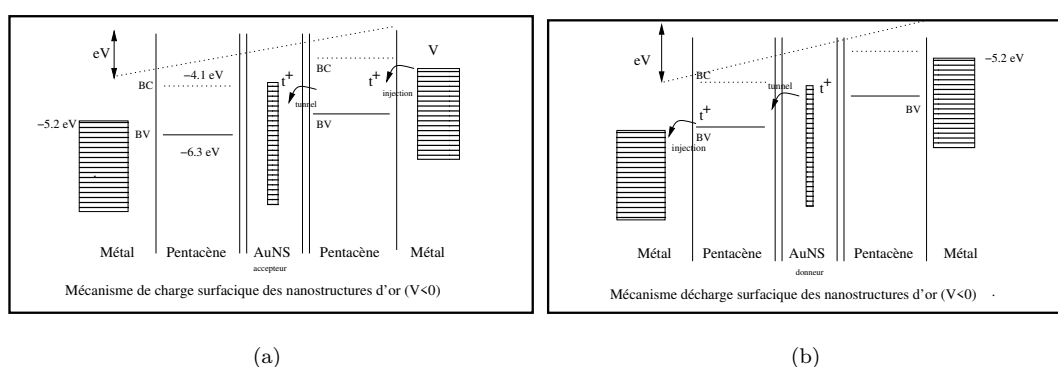 eV
V
BC
−4.1 eV
BC
t+
t+
tunnel
injection
−5.2 eV
BV
BV
−6.3 eV
Métal
Pentacène
AuNS
Pentacène
Métal
accepteur
Mécanisme de charge surfacique des nanostructures d'or (V<0)
(a)
eV
−5.2 eV
BC
BC
t+
tunnel
t+
BV
BV
injection
Métal
Pentacène
AuNS
Pentacène
Métal
donneur
Mécanisme décharge surfacique des nanostructures d'or (V<0)
(b)